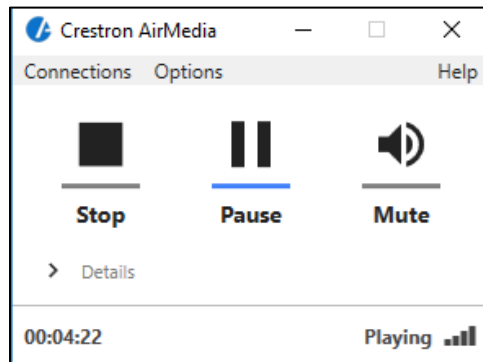 Crestron AirMedia
Connections Options Help
Stop Pause Mute
Details
00:04:22 Playing